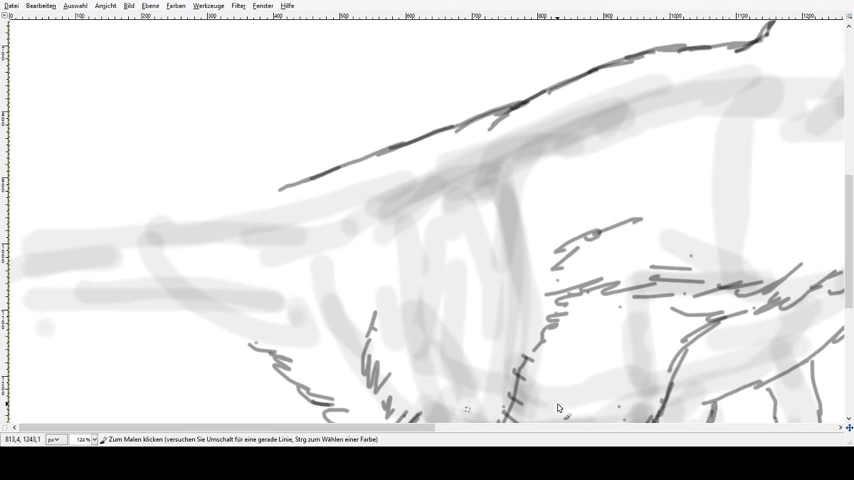 Datei Bearbeiten Auswahl Ansicht Bild Ebene Farben Werkzeuge Filter Fenster Hilfe
0 100 200 300 400 500 600 700 800 900 1000 1100 1200
813,4, 1243,1 px 124 % Zum Malen klicken (versuchen Sie Umschalt für eine gerade Linie, Strg zum Wählen einer Farbe)